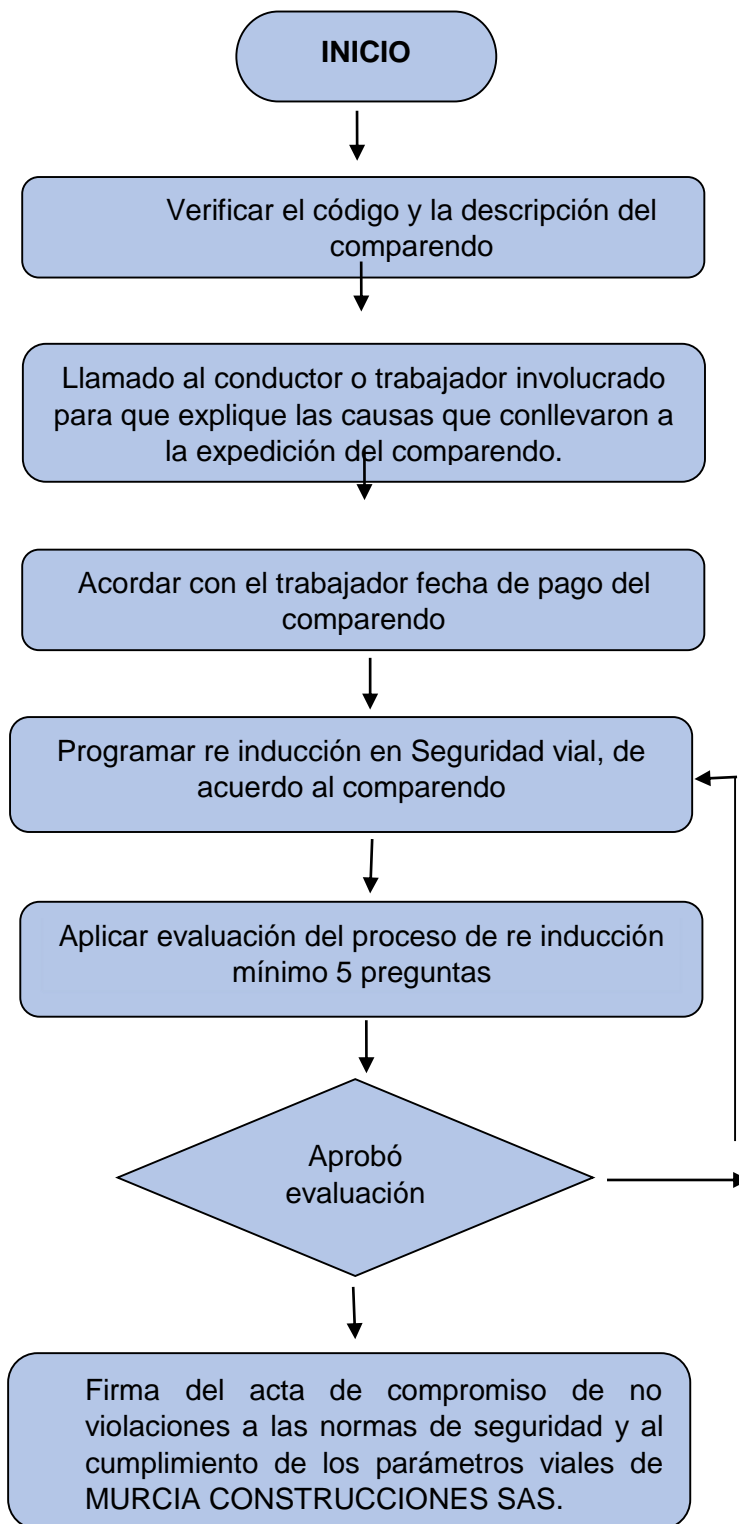 INICIO
Verificar el código y la descripción del
comparendo
Llamado al conductor o trabajador involucrado
para que explique las causas que conllevaron a
la expedición del comparendo.
Acordar con el trabajador fecha de pago del
comparendo
Programar re inducción en Seguridad vial, de
acuerdo al comparendo
Aplicar evaluación del proceso de re inducción
mínimo 5 preguntas
Aprobó
evaluación
Firma del acta de compromiso de no
violaciones a las normas de seguridad y al
cumplimiento de los parámetros viales de
MURCIA CONSTRUCCIONES SAS.